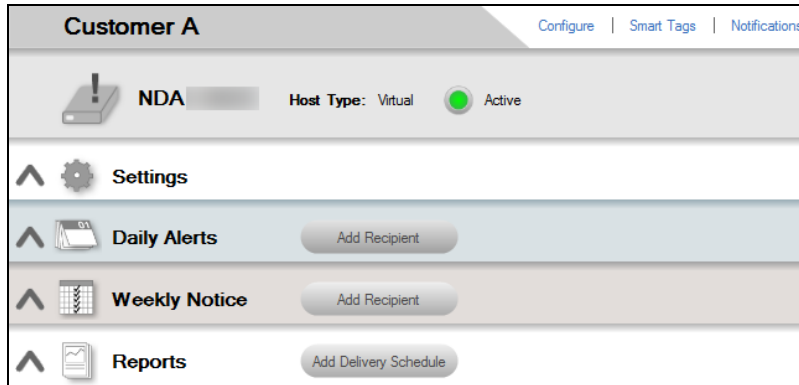 Customer A
Configure | Smart Tags | Notifications
NDA Host Type: Virtual Active
Settings
Daily Alerts Add Recipient
Weekly Notice Add Recipient
Reports Add Delivery Schedule